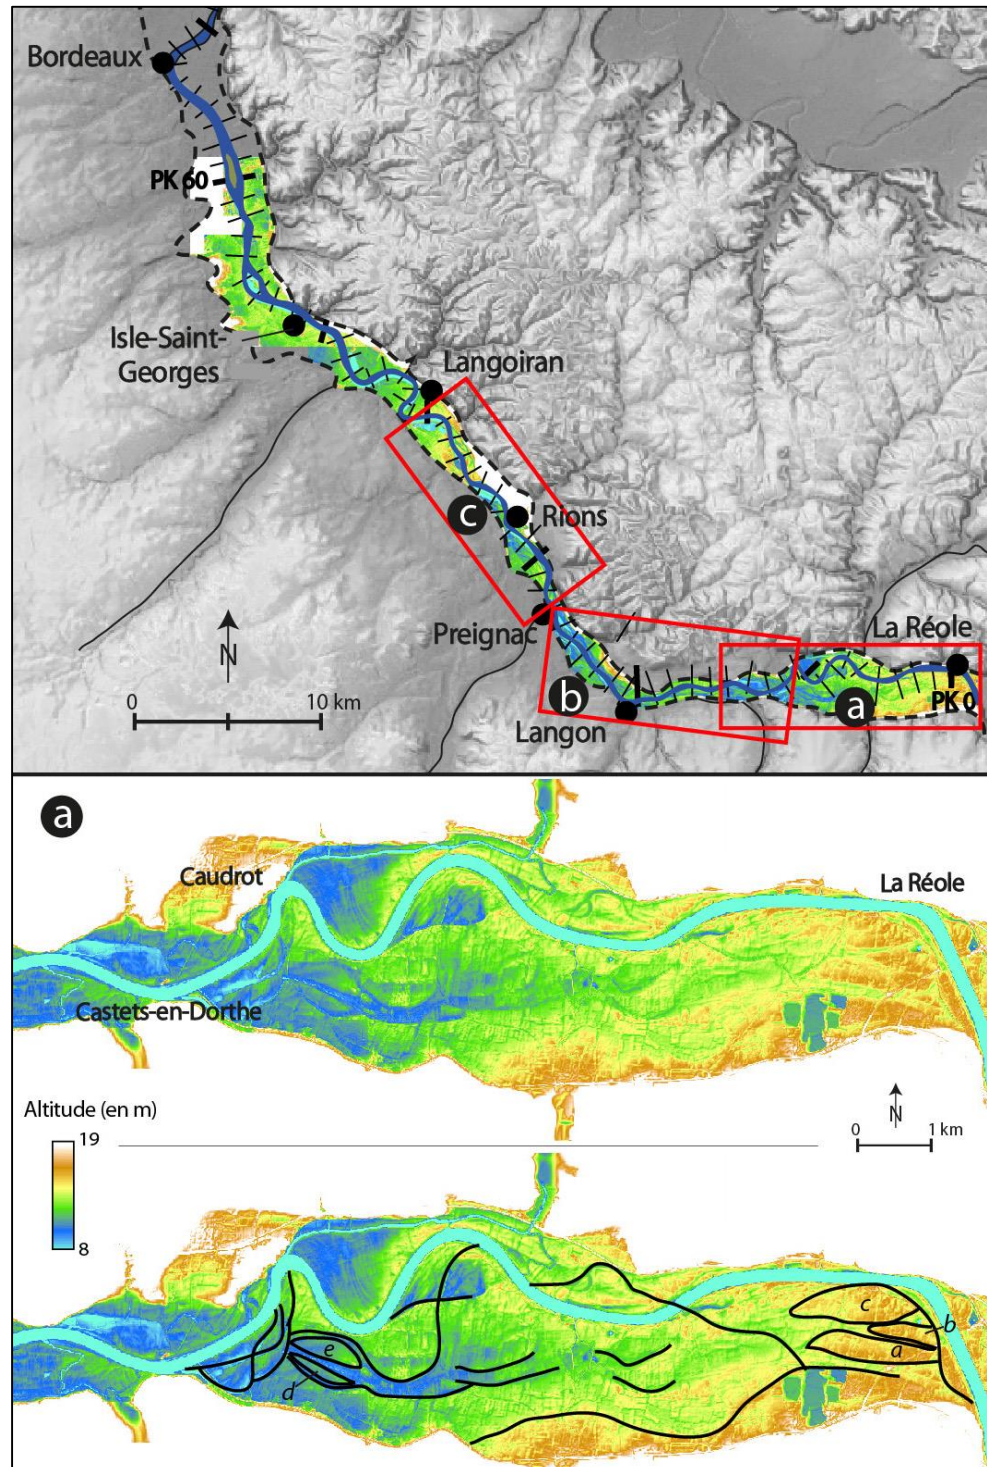 Bordeaux
PK 60
Isle-Saint-
Georges
Langoiran
c
Rions
N
Preignac
La Réole
0
10 km
b
a
PK 0
Langon
a
Caudrot
La Réole
Castets-en-Dorthe
Altitude (en m)
19
8
N
0
1 km
c
b
a
e
d